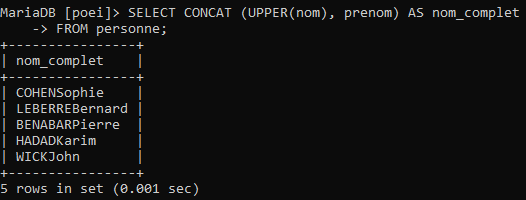 MariaDB [poei]> SELECT CONCAT (UPPER(nom), prenom) AS nom_complet
    -> FROM personne;
+----------------+
| nom_complet    |
+----------------+
| COHENSophie    |
| LEBERREBernard |
| BENABARPierre  |
| HADADKarim     |
| WICKJohn       |
+----------------+
5 rows in set (0.001 sec)